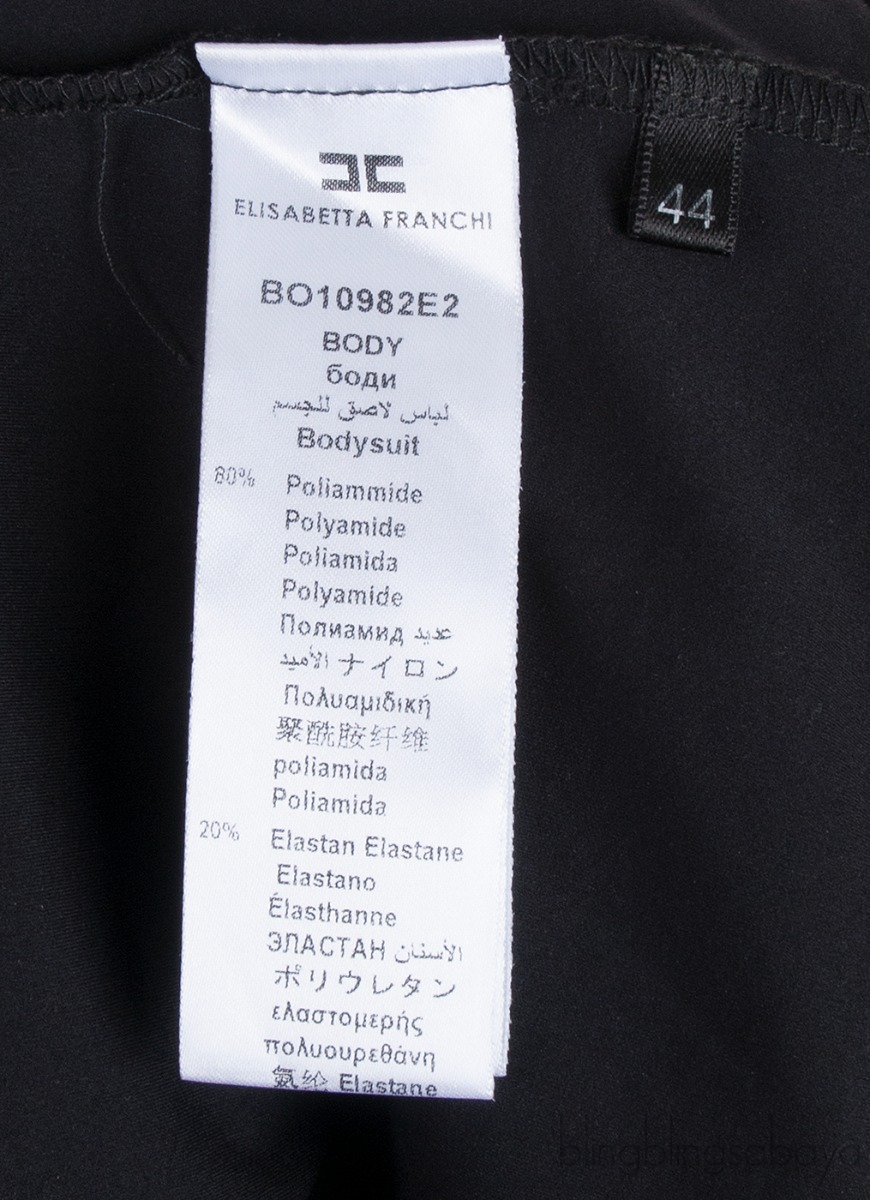 ELISABETTA FRANCHI
44
BO10982E2
BODY
боди
لباس لاصق للجسم
Bodysuit
80% Poliammide
Polyamide
Poliamida
Polyamide
Полиамид عديد
الأميد ナイロン
Πολυαμιδική
聚酰胺纤维
poliamida
Poliamida
20% Elastan Elastane
Elastano
Élasthanne
ЭЛАСТАН الأستان
ポリウレタン
ελαστομερής
πολυουρεθάνη
氨纶 Elastane
blingblingsabaya